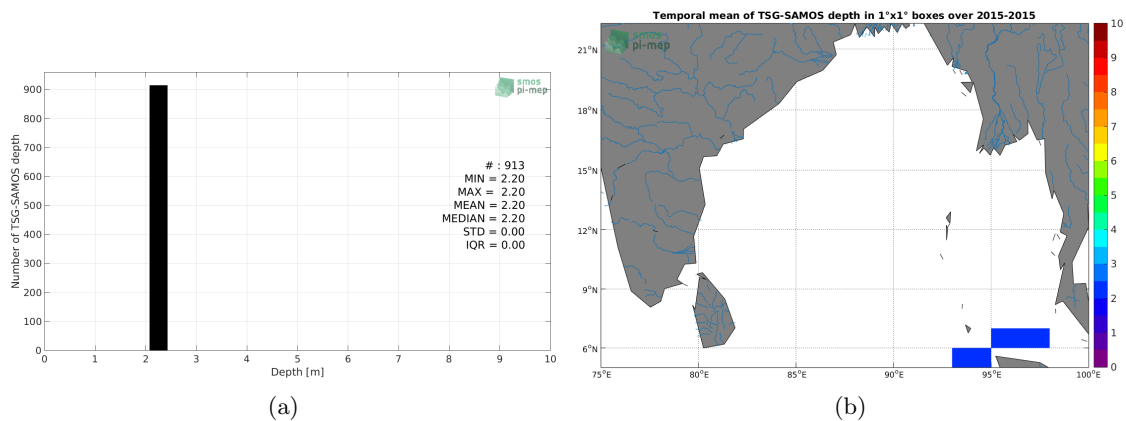 smos
pi-mep
900
800
700
600
500
400
300
200
100
0
Number of TSG-SAMOS depth
# : 913
MIN = 2.20
MAX = 2.20
MEAN = 2.20
MEDIAN = 2.20
STD = 0.00
IQR = 0.00
0 1 2 3 4 5 6 7 8 9 10
Depth [m]
(a)
Temporal mean of TSG-SAMOS depth in 1°x1° boxes over 2015-2015
smos
pi-mep
21°N
18°N
15°N
12°N
9°N
6°N
75°E 80°E 85°E 90°E 95°E 100°E
10
9
8
7
6
5
4
3
2
1
0
(b)